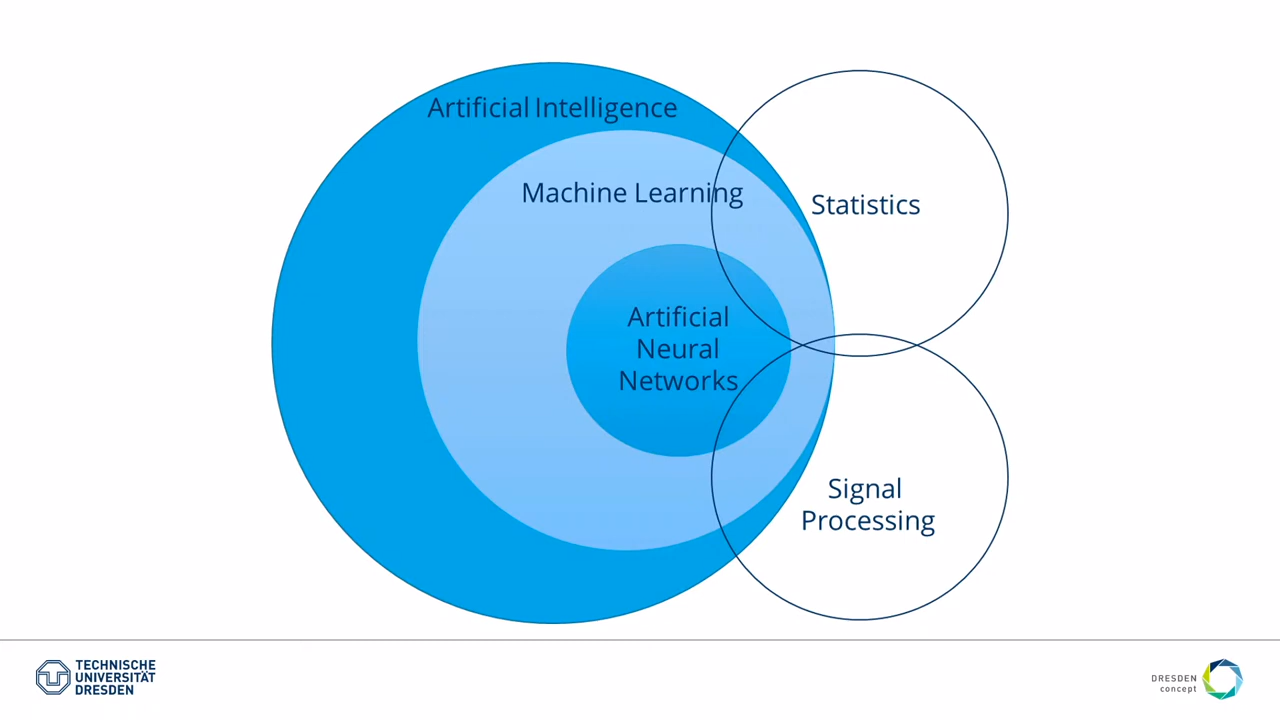 Artificial Intelligence
Machine Learning
Statistics
Artificial
Neural
Networks
Signal
Processing
TECHNISCHE
UNIVERSITÄT
DRESDEN
DRESDEN
concept